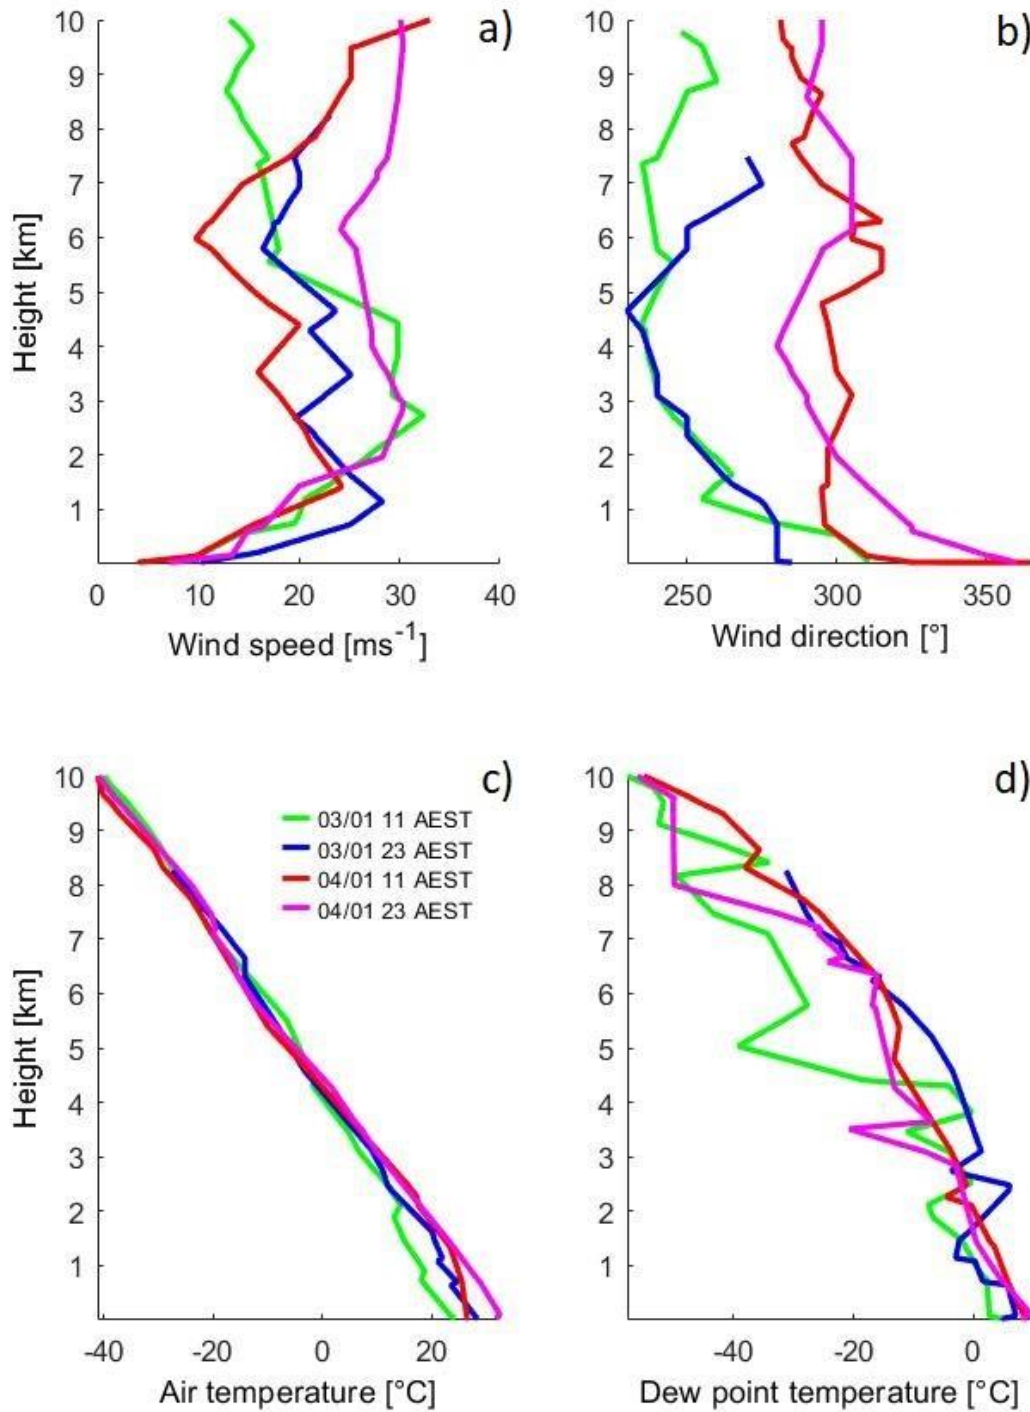 a)
10
9
8
7
6
5
4
3
2
1
Height [km]
0 10 20 30 40
Wind speed [ms⁻¹]
b)
10
9
8
7
6
5
4
3
2
1
250 300 350
Wind direction [°]
c)
10
9
8
7
6
5
4
3
2
1
Height [km]
03/01 11 AEST
03/01 23 AEST
04/01 11 AEST
04/01 23 AEST
-40 -20 0 20
Air temperature [°C]
d)
10
9
8
7
6
5
4
3
2
1
-40 -20 0
Dew point temperature [°C]